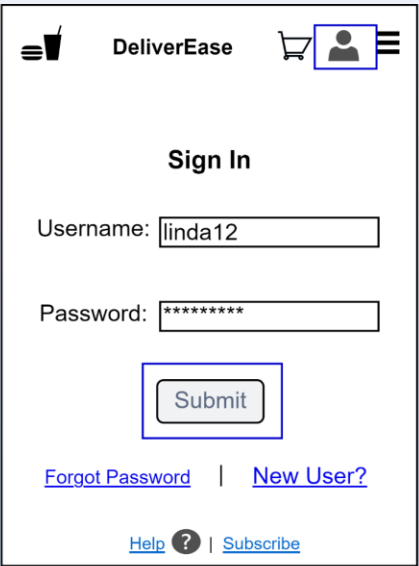 DeliverEase
Sign In
Username: linda12
Password: *********
Submit
Forgot Password | New User?
Help ? | Subscribe